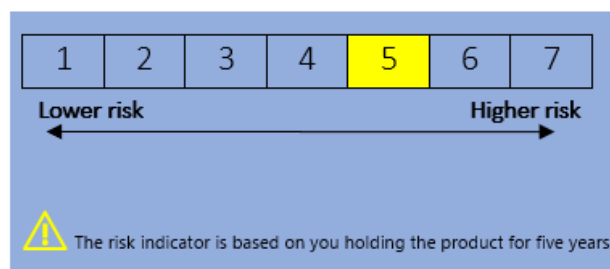 1 2 3 4 5 6 7
Lower risk Higher risk
The risk indicator is based on you holding the product for five years